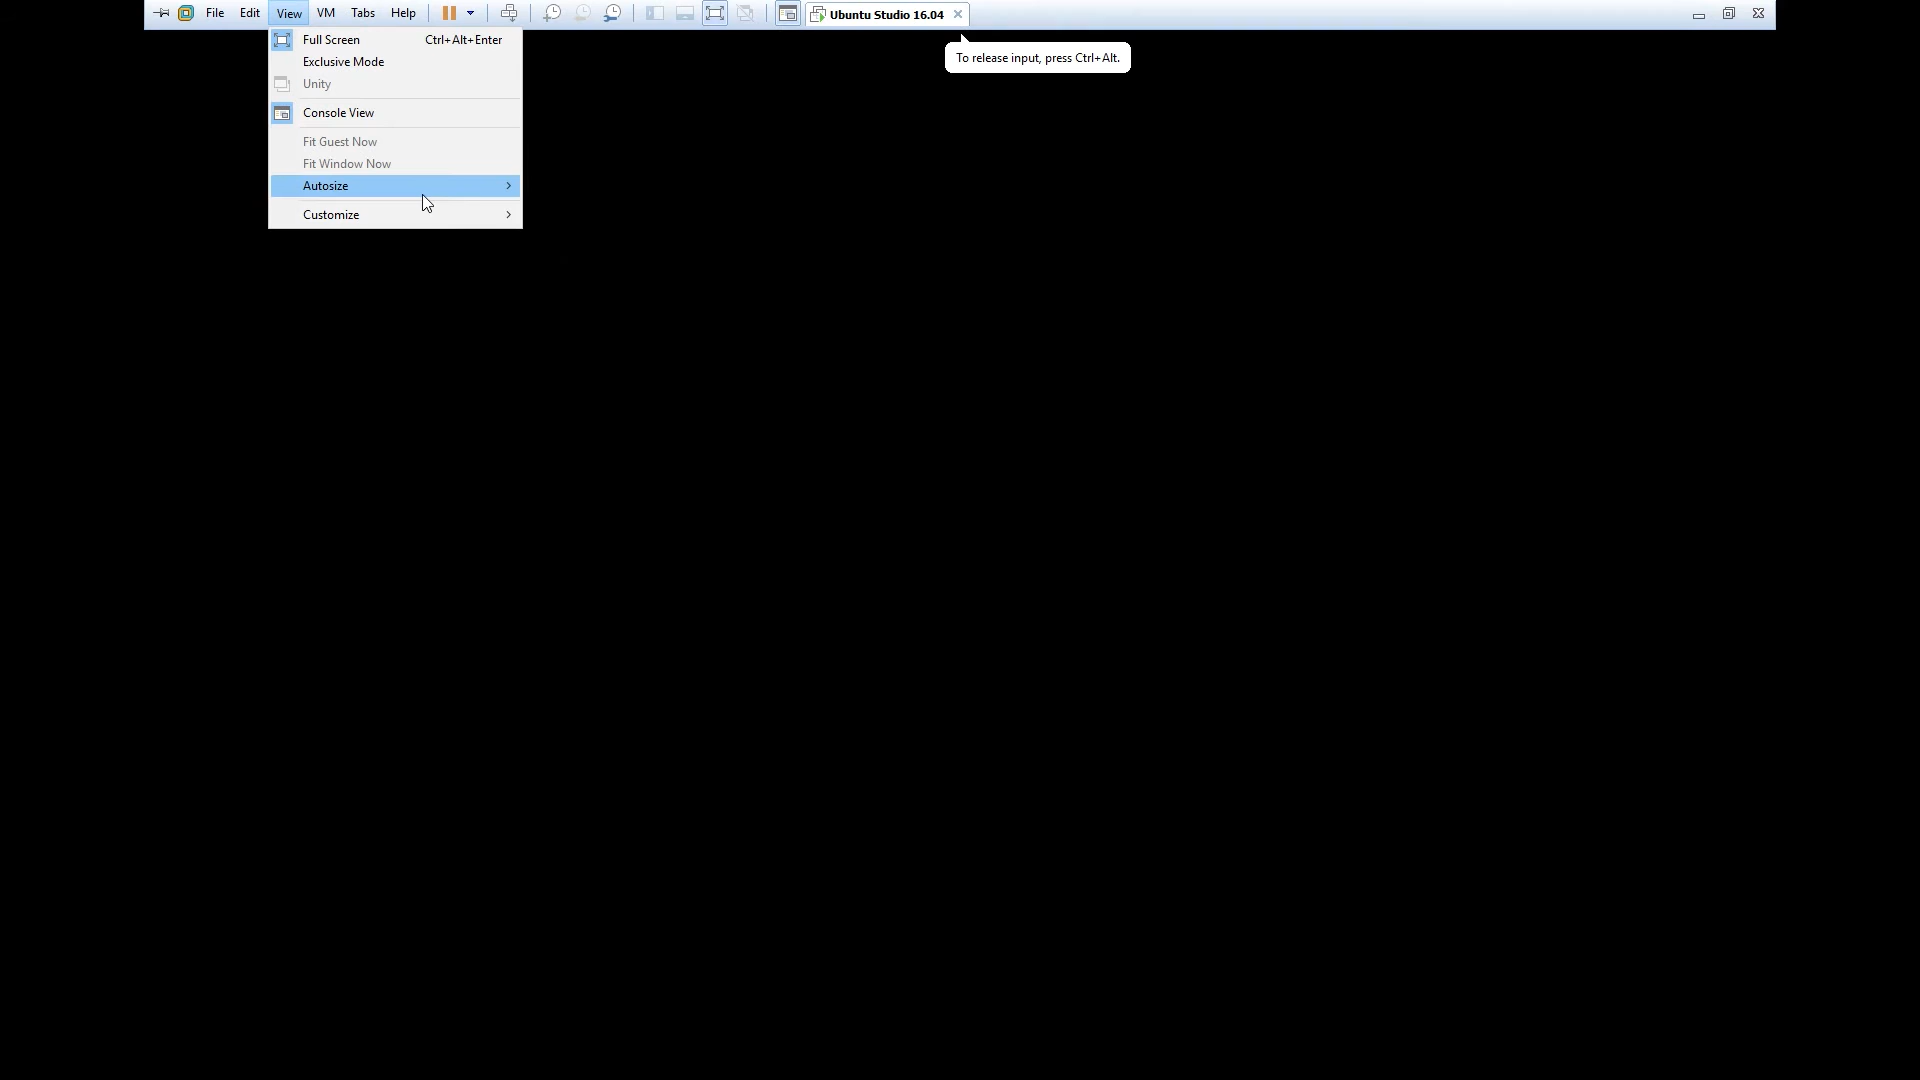 File Edit View VM Tabs Help Ubuntu Studio 16.04
Full Screen Ctrl+Alt+Enter
To release input, press Ctrl+Alt.
Exclusive Mode
Unity
Console View
Fit Guest Now
Fit Window Now
Autosize
Customize